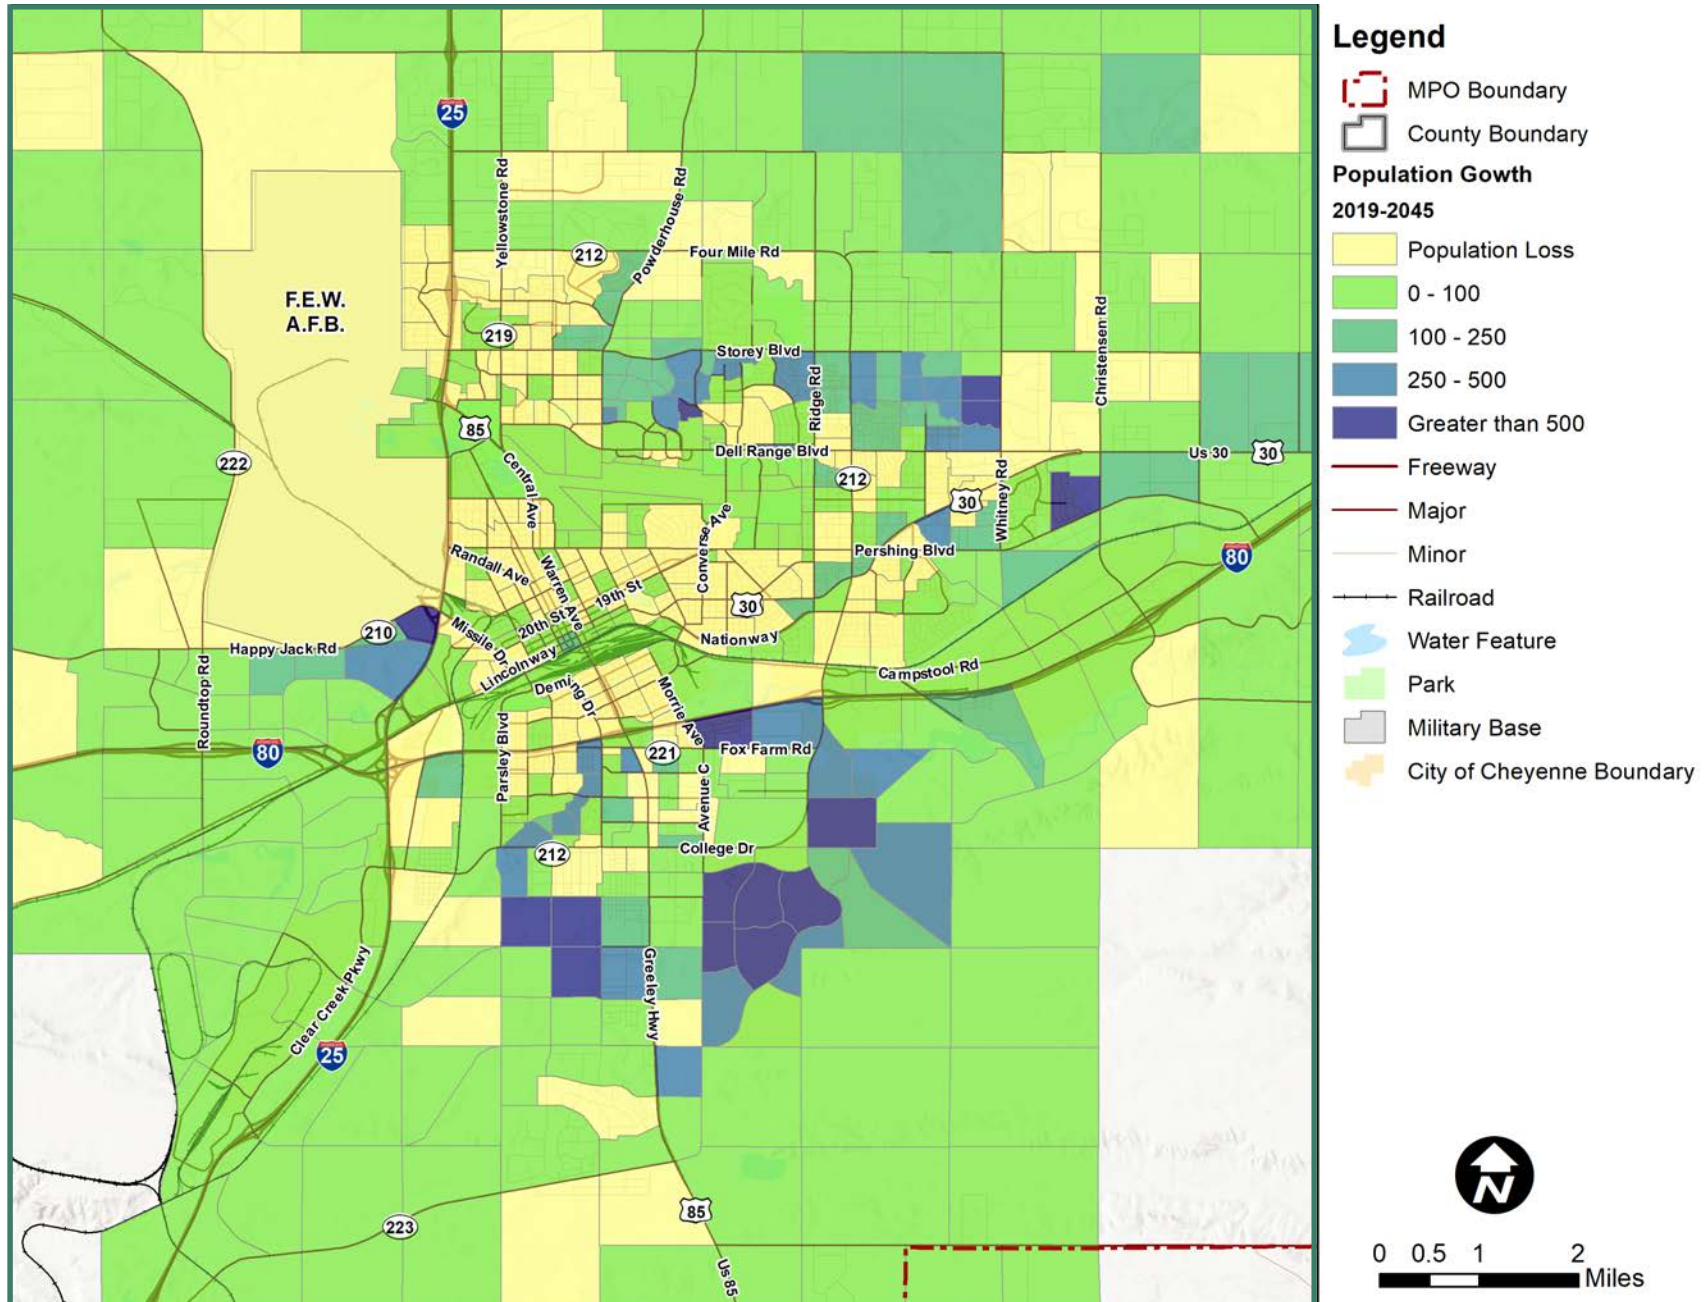 25
Yellowstone Rd
Powderhouse Rd
212
Four Mile Rd
F.E.W.
A.F.B.
219
Christensen Rd
Storey Blvd
Ridge Rd
85
222
Central Ave
Dell Range Blvd
212
Us 30
30
Whitney Rd
30
Converse Ave
Randall Ave
Warren Ave
Pershing Blvd
80
19th St
20th St
30
210
Happy Jack Rd
Missile Dr
Lincolnway
Nationway
Campstool Rd
Roundtop Rd
Deming Dr
Morrie Ave
Parsley Blvd
80
221
Fox Farm Rd
Avenue C
212
College Dr
Greeley Hwy
Clear Creek Pkwy
25
223
85
Us 85
Legend
MPO Boundary
County Boundary
Population Gowth
2019-2045
Population Loss
0 - 100
100 - 250
250 - 500
Greater than 500
Freeway
Major
Minor
Railroad
Water Feature
Park
Military Base
City of Cheyenne Boundary
N
0 0.5 1 2
Miles